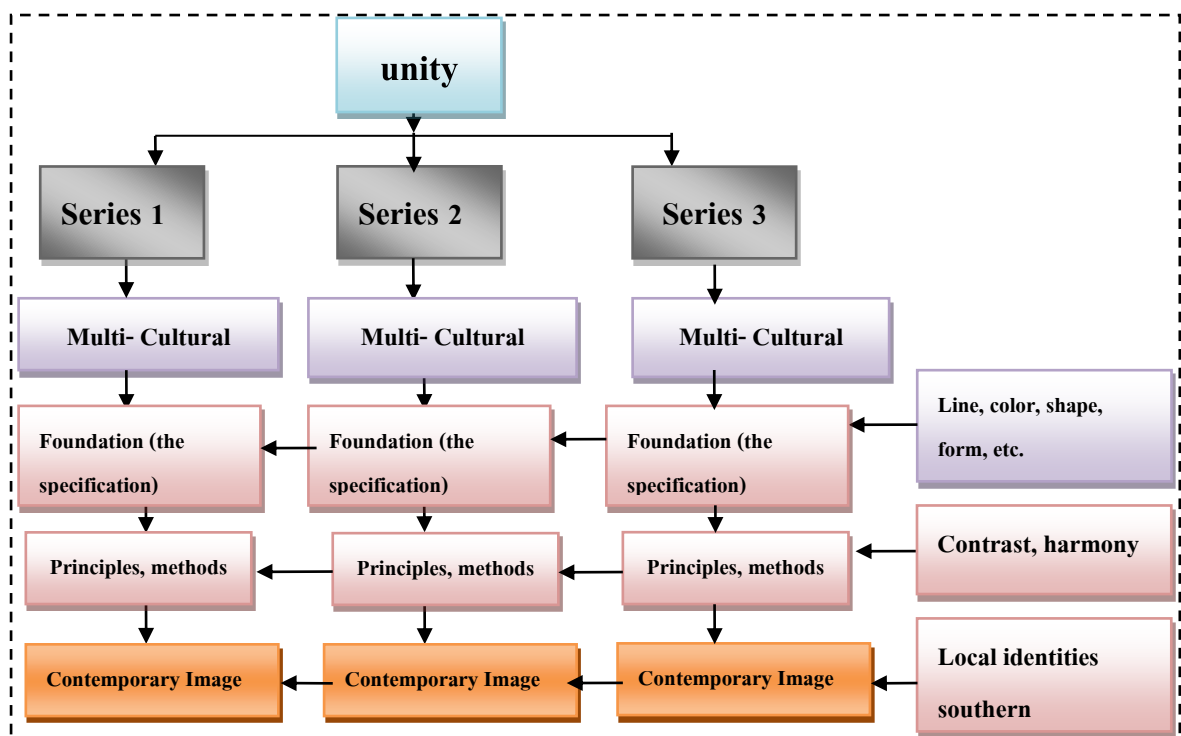 unity
Series 1
Series 2
Series 3
Multi- Cultural
Multi- Cultural
Multi- Cultural
Foundation (the
specification)
Foundation (the
specification)
Foundation (the
specification)
Line, color, shape,
form, etc.
Principles, methods
Principles, methods
Principles, methods
Contrast, harmony
Contemporary Image
Contemporary Image
Contemporary Image
Local identities
southern